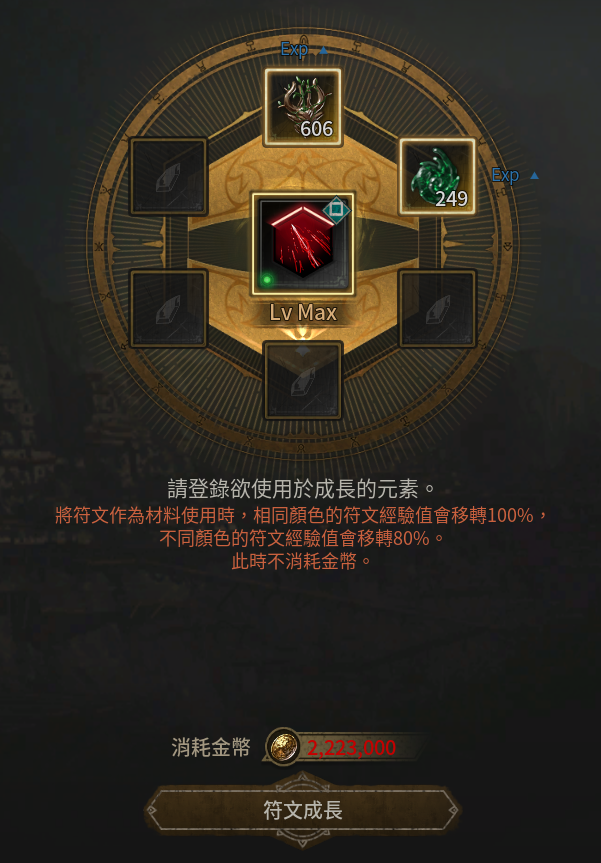 Exp
606
Exp
249
Lv Max
請登錄欲使用於成長的元素。
將符文作為材料使用時，相同顏色的符文經驗值會移轉100%，
不同顏色的符文經驗值會移轉80%。
此時不消耗金幣。
消耗金幣 2,223,000
符文成長